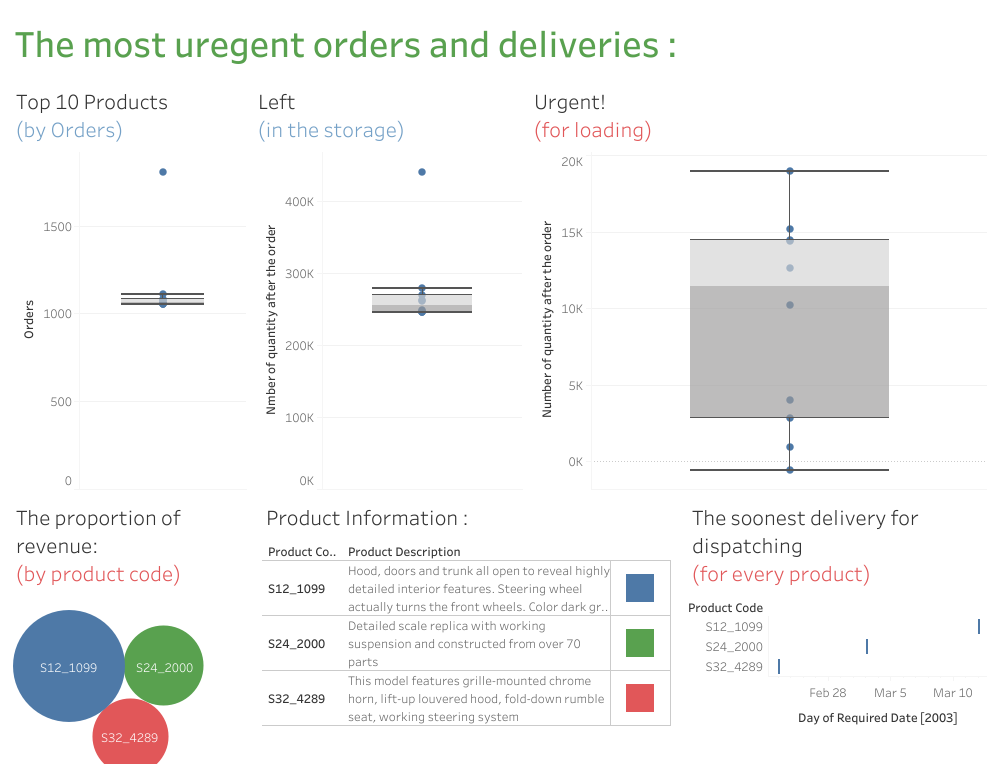 The most uregent orders and deliveries :
Top 10 Products
(by Orders)
Left
(in the storage)
Urgent!
(for loading)
Orders
1500
1000
500
0
Nmber of quantity after the order
400K
300K
200K
100K
0K
Number of quantity after the order
20K
15K
10K
5K
0K
The proportion of
revenue:
(by product code)
S12_1099
S24_2000
S32_4289
Product Information :
Product Co.. Product Description
S12_1099
Hood, doors and trunk all open to reveal highly
detailed interior features. Steering wheel
actually turns the front wheels. Color dark gr..
S24_2000
Detailed scale replica with working
suspension and constructed from over 70
parts
S32_4289
This model features grille-mounted chrome
horn, lift-up louvered hood, fold-down rumble
seat, working steering system
The soonest delivery for
dispatching
(for every product)
Product Code
S12_1099
S24_2000
S32_4289
Feb 28 Mar 5 Mar 10
Day of Required Date [2003]